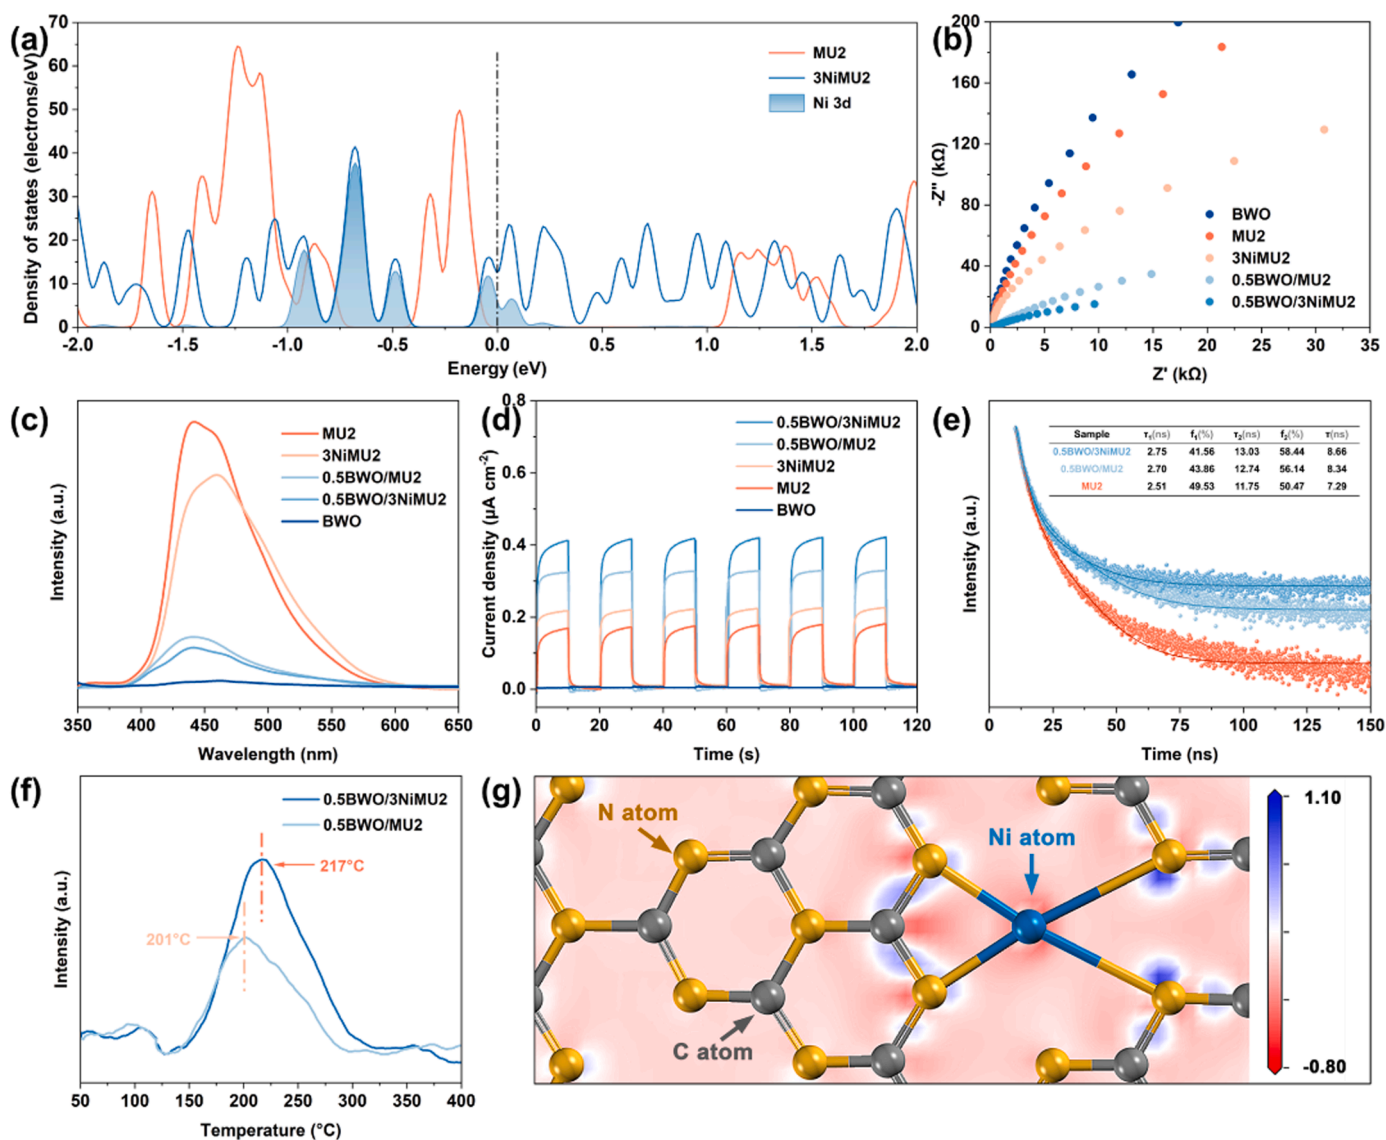 (a)
Density of states (electrons/eV)
70
60
50
40
30
20
10
0
-2.0 -1.5 -1.0 -0.5 0.0 0.5 1.0 1.5 2.0
Energy (eV)
MU2
3NiMU2
Ni 3d
(b)
-Z'' (kΩ)
200
160
120
80
40
0
0 5 10 15 20 25 30 35
Z' (kΩ)
BWO
MU2
3NiMU2
0.5BWO/MU2
0.5BWO/3NiMU2
(c)
Intensity (a.u.)
350 400 450 500 550 600 650
Wavelength (nm)
MU2
3NiMU2
0.5BWO/MU2
0.5BWO/3NiMU2
BWO
(d)
Current density (μA cm⁻²)
0.8
0.6
0.4
0.2
0.0
0 20 40 60 80 100 120
Time (s)
0.5BWO/3NiMU2
0.5BWO/MU2
3NiMU2
MU2
BWO
(e)
Intensity (a.u.)
0 25 50 75 100 125 150
Time (ns)
Sample τ₁(ns) f₁(%) τ₂(ns) f₂(%) τ(ns)
0.5BWO/3NiMU2 2.75 41.56 13.03 58.44 8.66
0.5BWO/MU2 2.70 43.86 12.74 56.14 8.34
MU2 2.51 49.53 11.75 50.47 7.29
(f)
Intensity (a.u.)
50 100 150 200 250 300 350 400
Temperature (°C)
0.5BWO/3NiMU2
0.5BWO/MU2
217°C
201°C
(g)
N atom
Ni atom
C atom
1.10
-0.80